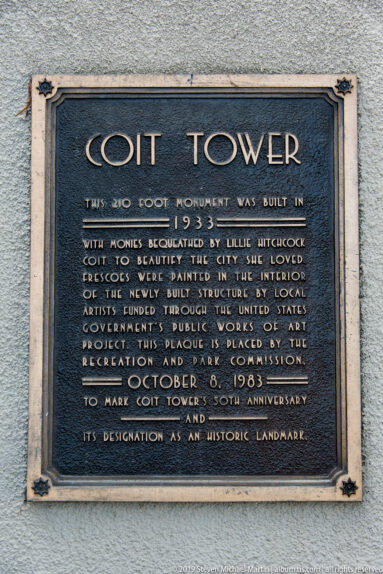 COIT TOWER
THIS 210 FOOT MONUMENT WAS BUILT IN
1933
WITH MONIES BEQUEATHED BY LILLIE HITCHCOCK
COIT TO BEAUTIFY THE CITY SHE LOVED.
FRESCOES WERE PAINTED IN THE INTERIOR
OF THE NEWLY BUILT STRUCTURE BY LOCAL
ARTISTS FUNDED THROUGH THE UNITED STATES
GOVERNMENT'S PUBLIC WORKS OF ART
PROJECT. THIS PLAQUE IS PLACED BY THE
RECREATION AND PARK COMMISSION,
OCTOBER 8, 1983
TO MARK COIT TOWER'S 50TH ANNIVERSARY
AND
ITS DESIGNATION AS AN HISTORIC LANDMARK.
©2019 Steven Michael Martin | albumbus.com | all rights reserved